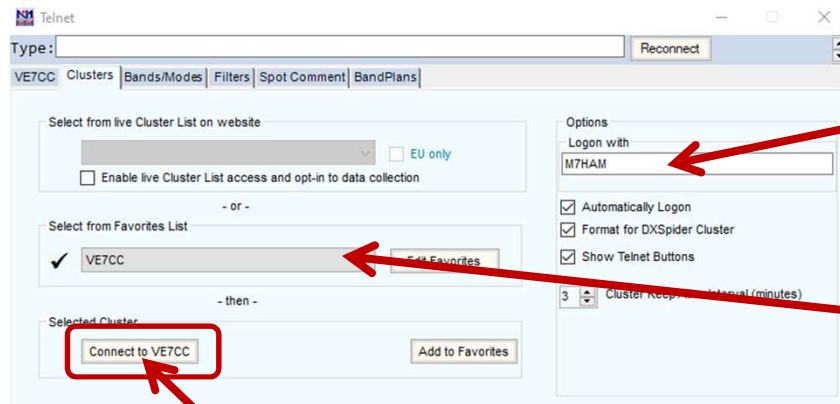 N1
MM
Telnet
Type:
Reconnect
VE7CC Clusters Bands/Modes Filters Spot Comment BandPlans
Select from live Cluster List on website
EU only
Enable live Cluster List access and opt-in to data collection
- or -
Select from Favorites List
VE7CC
Edit Favorites
- then -
Selected Cluster
Connect to VE7CC
Add to Favorites
Options
Logon with
M7HAM
Automatically Logon
Format for DXSpider Cluster
Show Telnet Buttons
3 Cluster Keep Alive Interval (minutes)